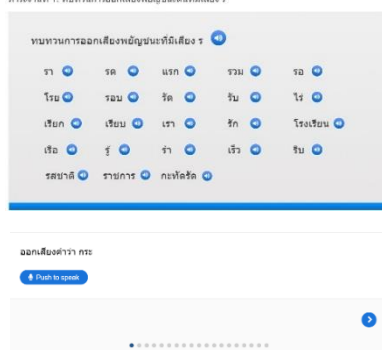 ทบทวนการออกเสียงพยัญชนะที่มีเสียง ร
รา รด แรก รวม รอ
โรย รอบ รัด รับ ไร่
เรียก เรียบ เรา รัก โรงเรียน
เรือ รู้ รำ เร็ว รีบ
รสชาติ ราชการ กะทัดรัด
ออกเสียงคำว่า กระ
Push to speak